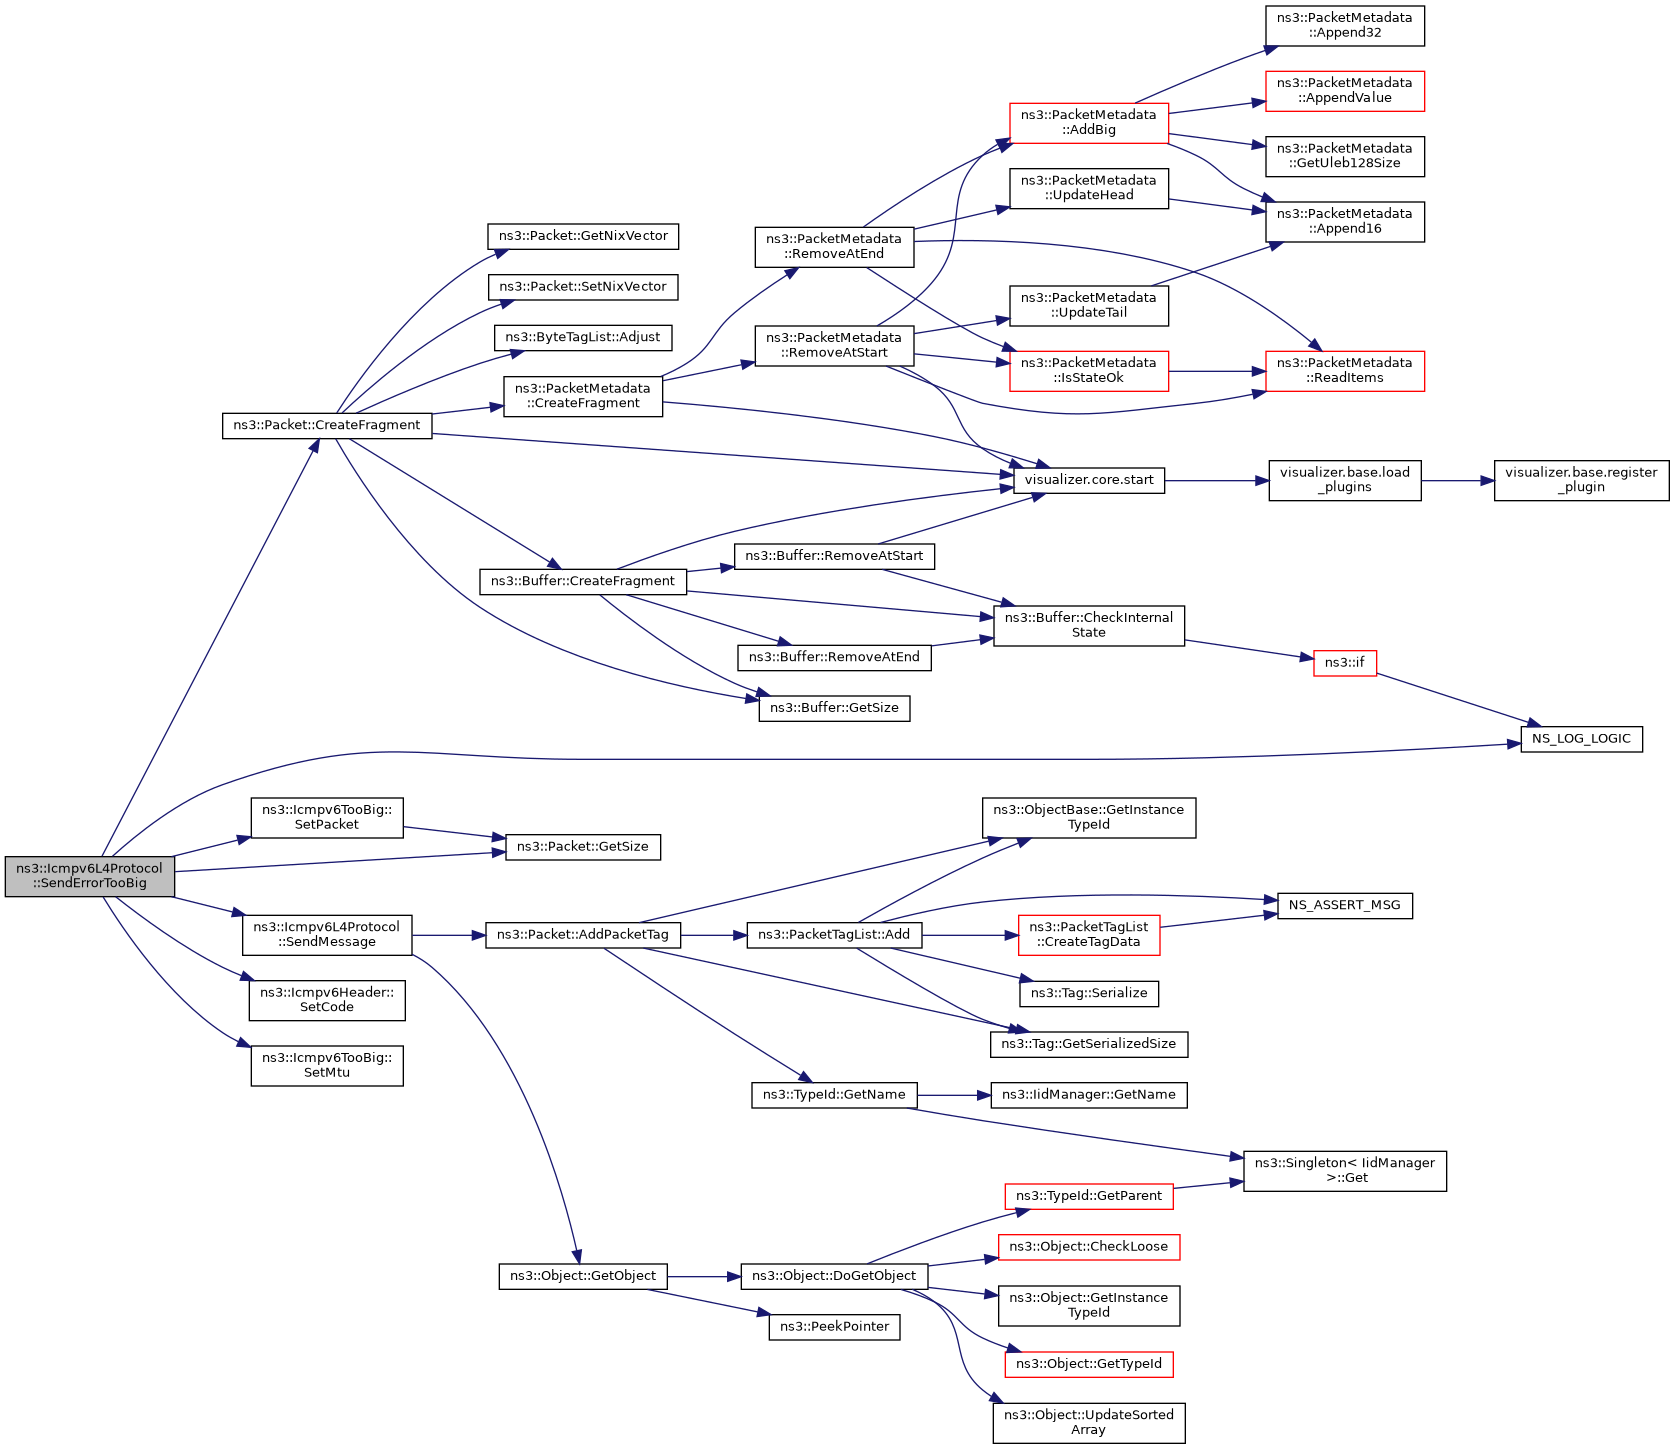 ns3::PacketMetadata
::Append32
ns3::PacketMetadata
::AppendValue
ns3::PacketMetadata
::AddBig
ns3::PacketMetadata
::GetUleb128Size
ns3::PacketMetadata
::UpdateHead
ns3::PacketMetadata
::Append16
ns3::Packet::GetNixVector
ns3::PacketMetadata
::RemoveAtEnd
ns3::Packet::SetNixVector
ns3::PacketMetadata
::UpdateTail
ns3::ByteTagList::Adjust
ns3::PacketMetadata
::RemoveAtStart
ns3::PacketMetadata
::IsStateOk
ns3::PacketMetadata
::ReadItems
ns3::PacketMetadata
::CreateFragment
ns3::Packet::CreateFragment
visualizer.core.start
visualizer.base.load
_plugins
visualizer.base.register
_plugin
ns3::Buffer::RemoveAtStart
ns3::Buffer::CreateFragment
ns3::Buffer::CheckInternal
State
ns3::Buffer::RemoveAtEnd
ns3::if
ns3::Buffer::GetSize
NS_LOG_LOGIC
ns3::Icmpv6TooBig::
SetPacket
ns3::ObjectBase::GetInstance
TypeId
ns3::Packet::GetSize
ns3::Icmpv6L4Protocol
::SendErrorTooBig
NS_ASSERT_MSG
ns3::Icmpv6L4Protocol
::SendMessage
ns3::Packet::AddPacketTag
ns3::PacketTagList::Add
ns3::PacketTagList
::CreateTagData
ns3::Icmpv6Header::
SetCode
ns3::Tag::Serialize
ns3::Tag::GetSerializedSize
ns3::Icmpv6TooBig::
SetMtu
ns3::TypeId::GetName
ns3::IidManager::GetName
ns3::Singleton< IidManager
>::Get
ns3::TypeId::GetParent
ns3::Object::CheckLoose
ns3::Object::GetObject
ns3::Object::DoGetObject
ns3::Object::GetInstance
TypeId
ns3::PeekPointer
ns3::Object::GetTypeId
ns3::Object::UpdateSorted
Array